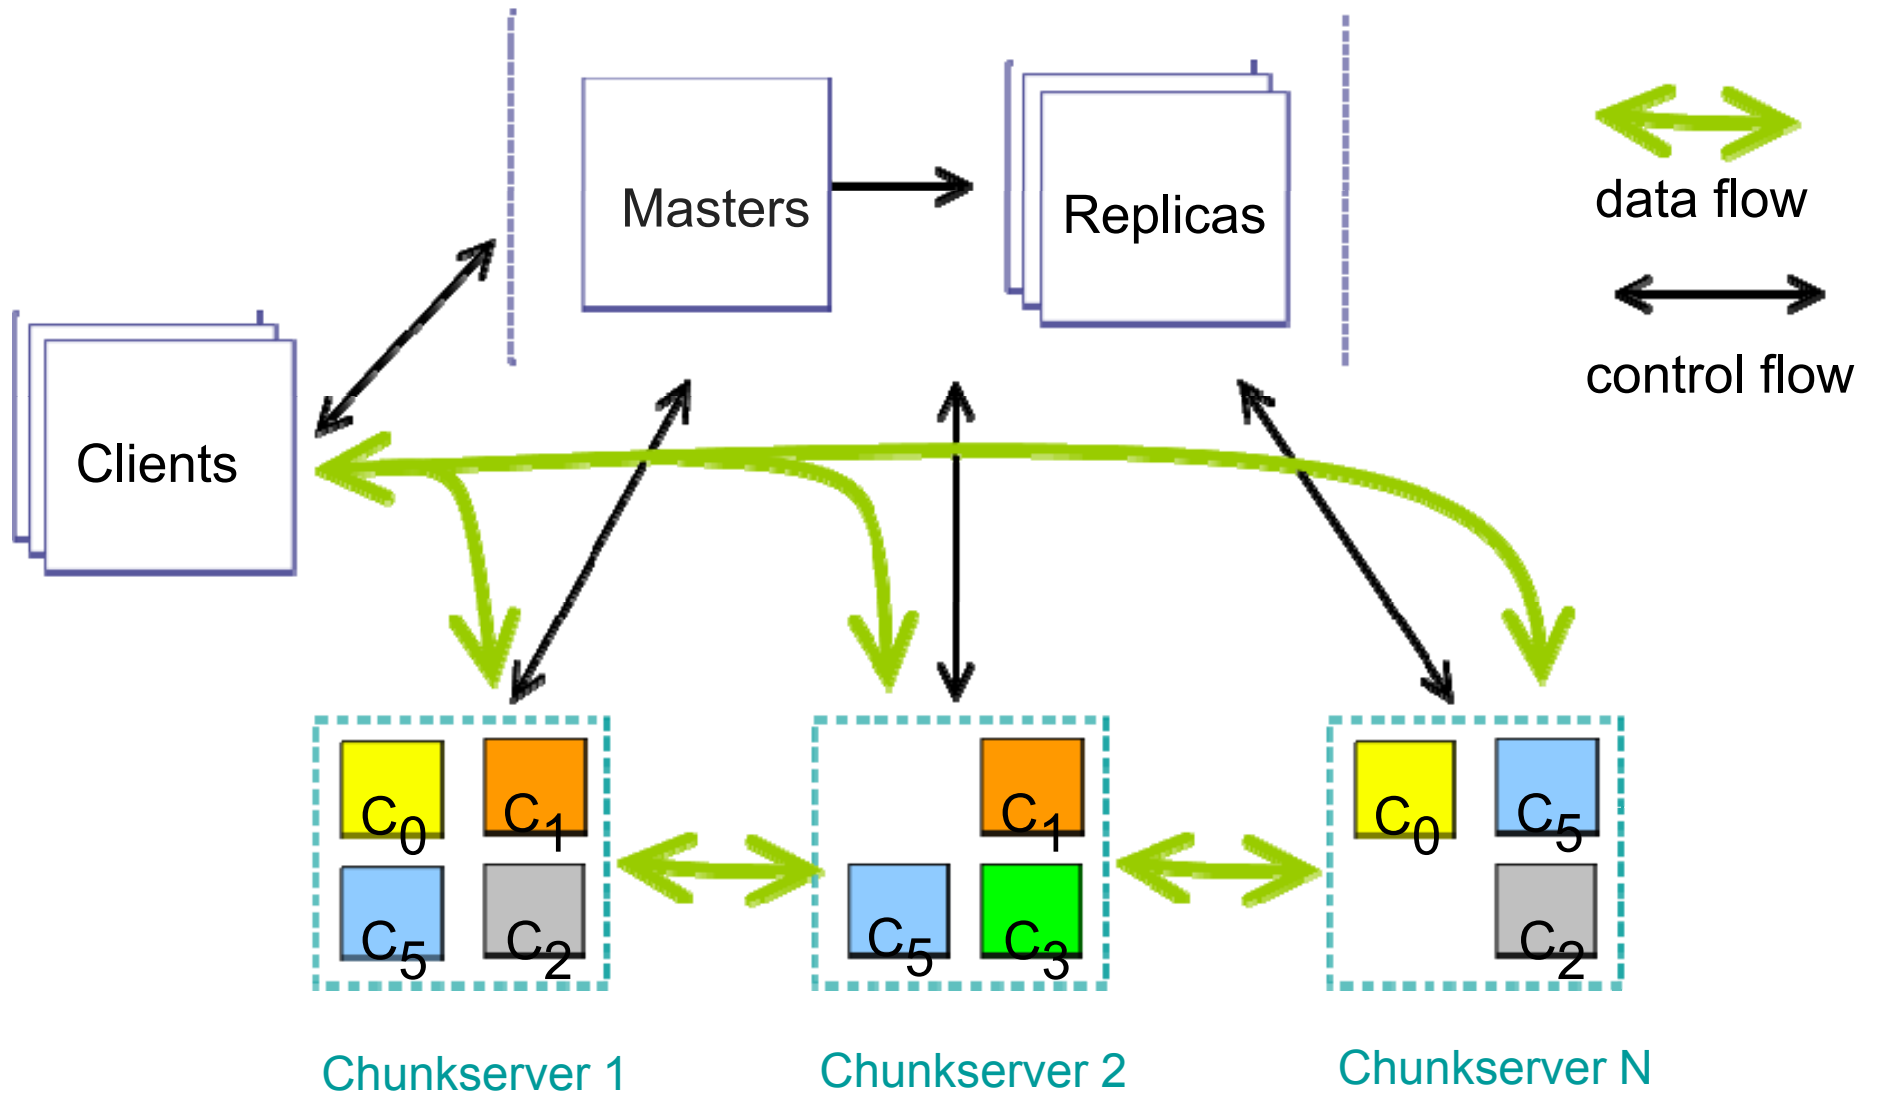 Masters
Replicas
data flow
control flow
Clients
C0
C1
C5
C2
C1
C5
C3
C0
C5
C2
Chunkserver 1
Chunkserver 2
Chunkserver N